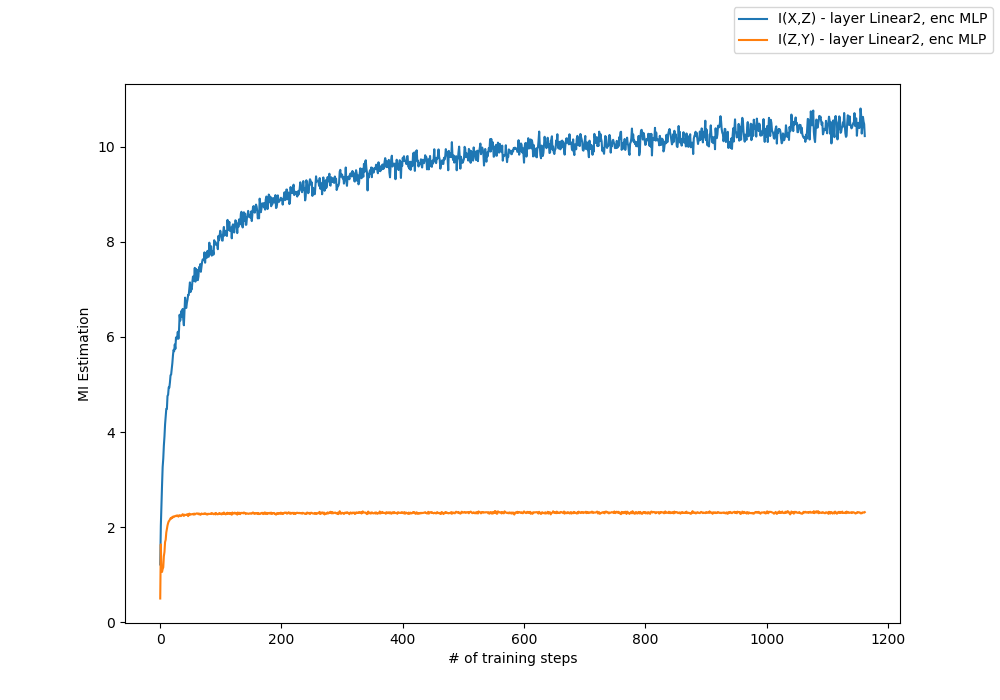 I(X,Z) - layer Linear2, enc MLP
I(Z,Y) - layer Linear2, enc MLP
10
8
6
4
2
0
MI Estimation
0 200 400 600 800 1000 1200
# of training steps